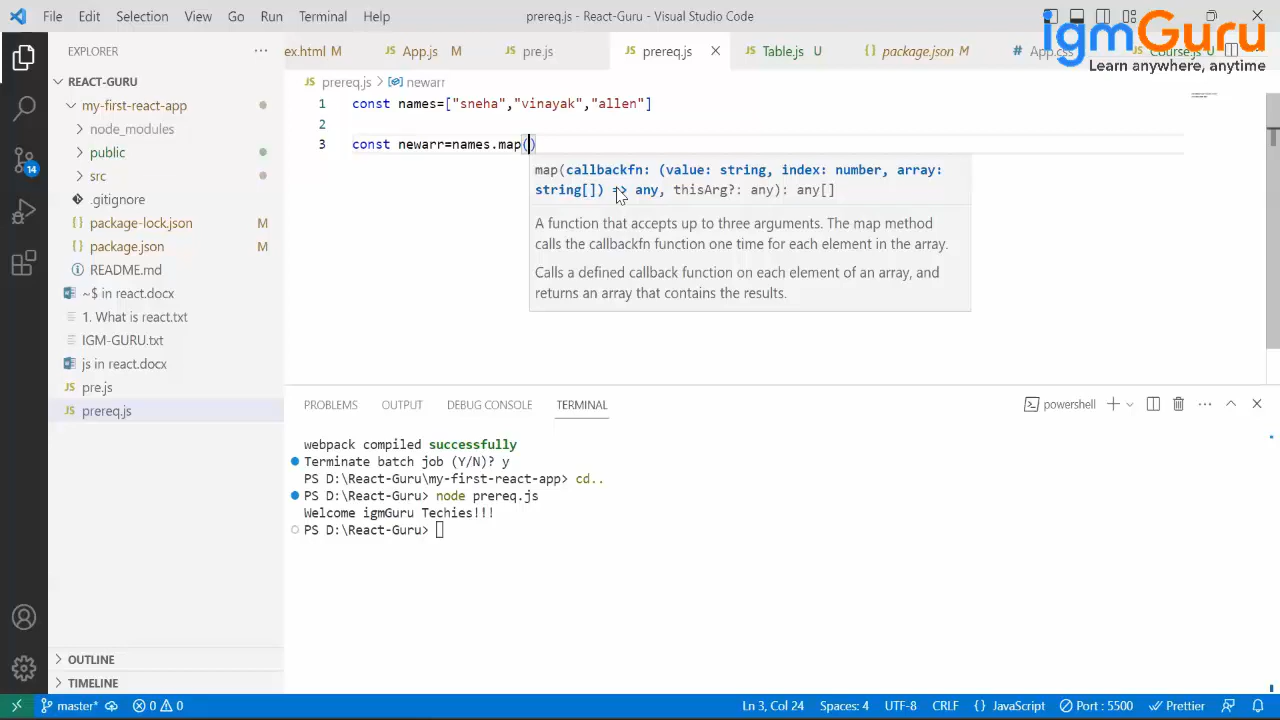 File Edit Selection View Go Run Terminal Help prereq.js - React-Guru - Visual Studio Code
igmGuru
Learn anywhere, anytime
EXPLORER
ex.html M App.js M pre.js prereq.js Table.js U package.json M App.css Course.js U
REACT-GURU
prereq.js > newarr
my-first-react-app
node_modules
public
src
14
.gitignore
package-lock.json M
package.json M
README.md
~$ in react.docx
1. What is react.txt
IGM-GURU.txt
js in react.docx
pre.js
prereq.js
OUTLINE
TIMELINE
1 const names=["sneha","vinayak","allen"]
2
3 const newarr=names.map()
map(callbackfn: (value: string, index: number, array:
string[]) => any, thisArg?: any): any[]
A function that accepts up to three arguments. The map method
calls the callbackfn function one time for each element in the array.
Calls a defined callback function on each element of an array, and
returns an array that contains the results.
PROBLEMS OUTPUT DEBUG CONSOLE TERMINAL powershell
webpack compiled successfully
Terminate batch job (Y/N)? y
PS D:\React-Guru\my-first-react-app> cd..
PS D:\React-Guru> node prereq.js
Welcome igmGuru Techies!!!
PS D:\React-Guru>
master* 0 0 Ln 3, Col 24 Spaces: 4 UTF-8 CRLF {} JavaScript Port : 5500 Prettier